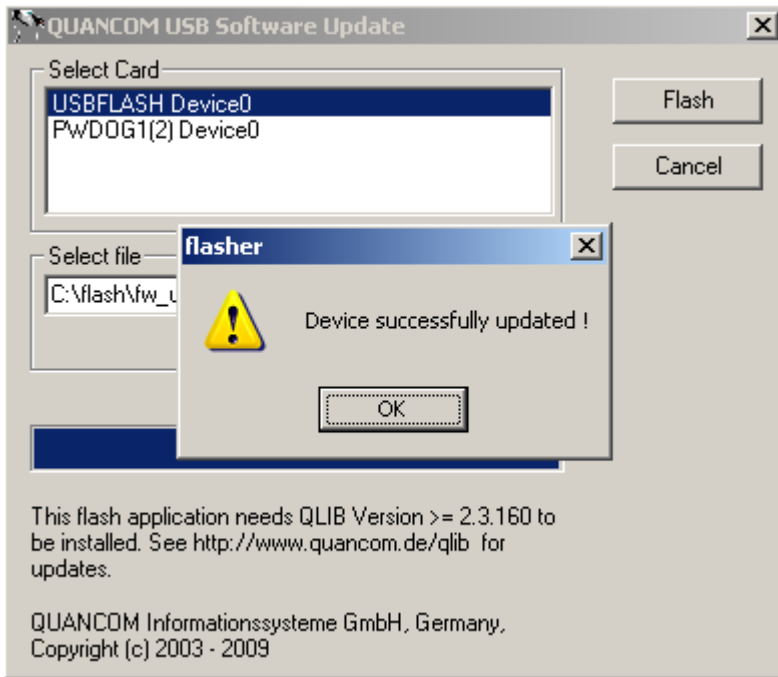 QUANCOM USB Software Update
Select Card
USBFLASH Device0
PWDOG1(2) Device0
Flash
Cancel
Select file
C:\flash\fw_u
flasher
Device successfully updated !
OK
This flash application needs QLIB Version >= 2.3.160 to
be installed. See http://www.quancom.de/qlib for
updates.
QUANCOM Informationssysteme GmbH, Germany,
Copyright (c) 2003 - 2009